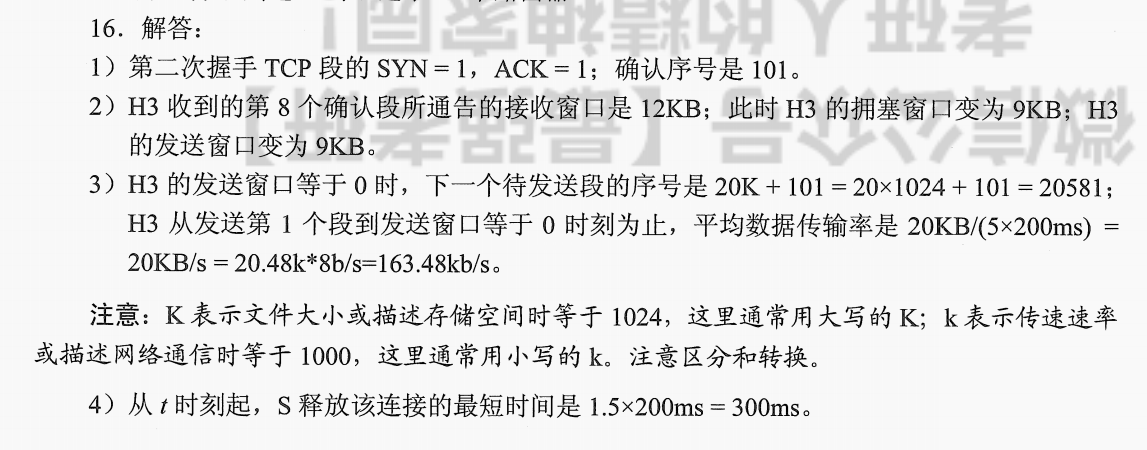 16．解答：
1）第二次握手 TCP 段的 SYN = 1，ACK = 1；确认序号是 101。
2）H3 收到的第 8 个确认段所通告的接收窗口是 12KB；此时 H3 的拥塞窗口变为 9KB；H3
的发送窗口变为 9KB。
3）H3 的发送窗口等于 0 时，下一个待发送段的序号是 20K + 101 = 20×1024 + 101 = 20581；
H3 从发送第 1 个段到发送窗口等于 0 时刻为止，平均数据传输率是 20KB/(5×200ms) =
20KB/s = 20.48k*8b/s=163.48kb/s。
注意：K 表示文件大小或描述存储空间时等于 1024，这里通常用大写的 K；k 表示传速速率
或描述网络通信时等于 1000，这里通常用小写的 k。注意区分和转换。
4）从 t 时刻起，S 释放该连接的最短时间是 1.5×200ms = 300ms。